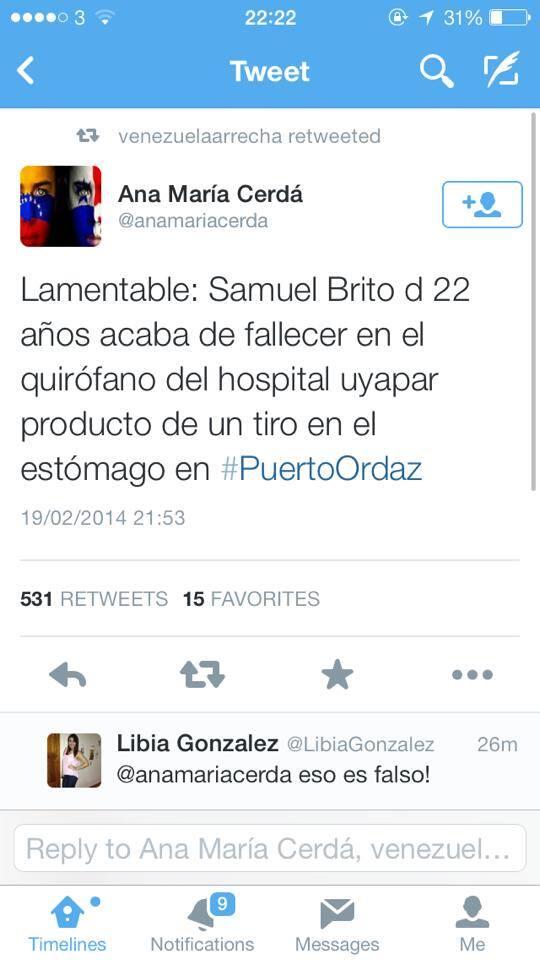 3
22:22
31%
Tweet
venezuelaarrecha retweeted
Ana María Cerdá
@anamariacerda
Lamentable: Samuel Brito d 22
años acaba de fallecer en el
quirófano del hospital uyapar
producto de un tiro en el
estómago en #PuertoOrdaz
19/02/2014 21:53
531 RETWEETS 15 FAVORITES
Libia Gonzalez @LibiaGonzalez 26m
@anamariacerda eso es falso!
Reply to Ana María Cerdá, venezuel...
9
Timelines Notifications Messages Me